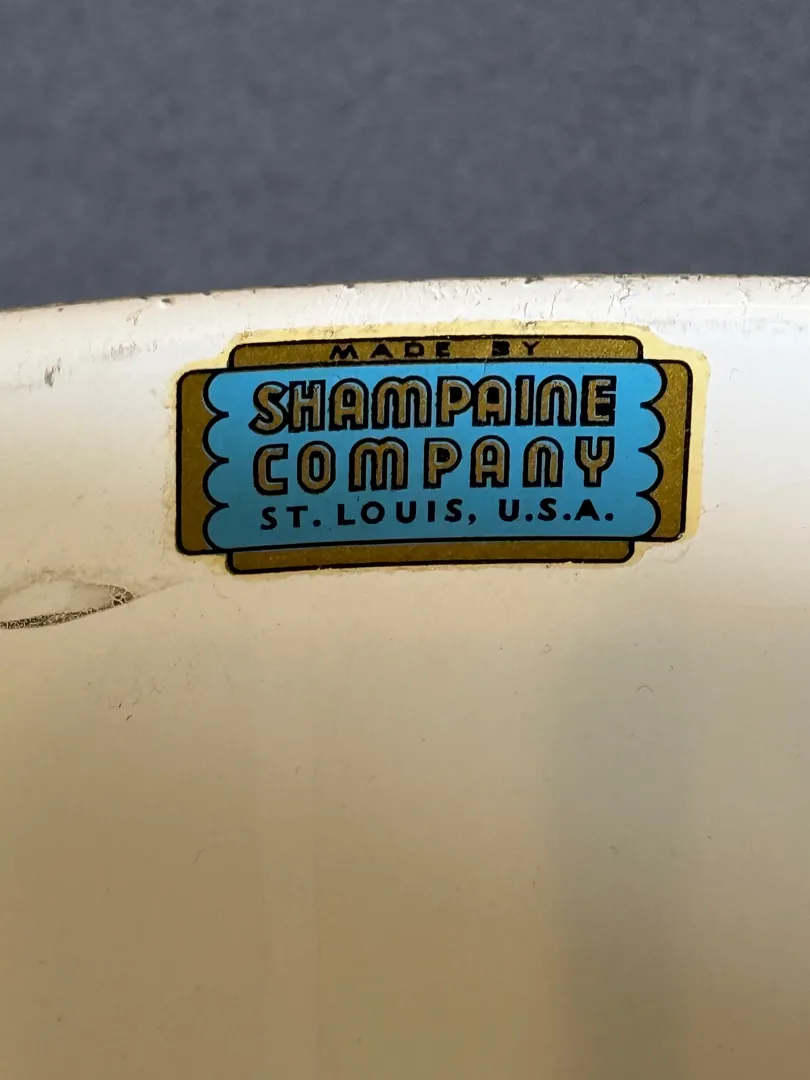 MADE BY
SHAMPAINE
COMPANY
ST. LOUIS, U.S.A.